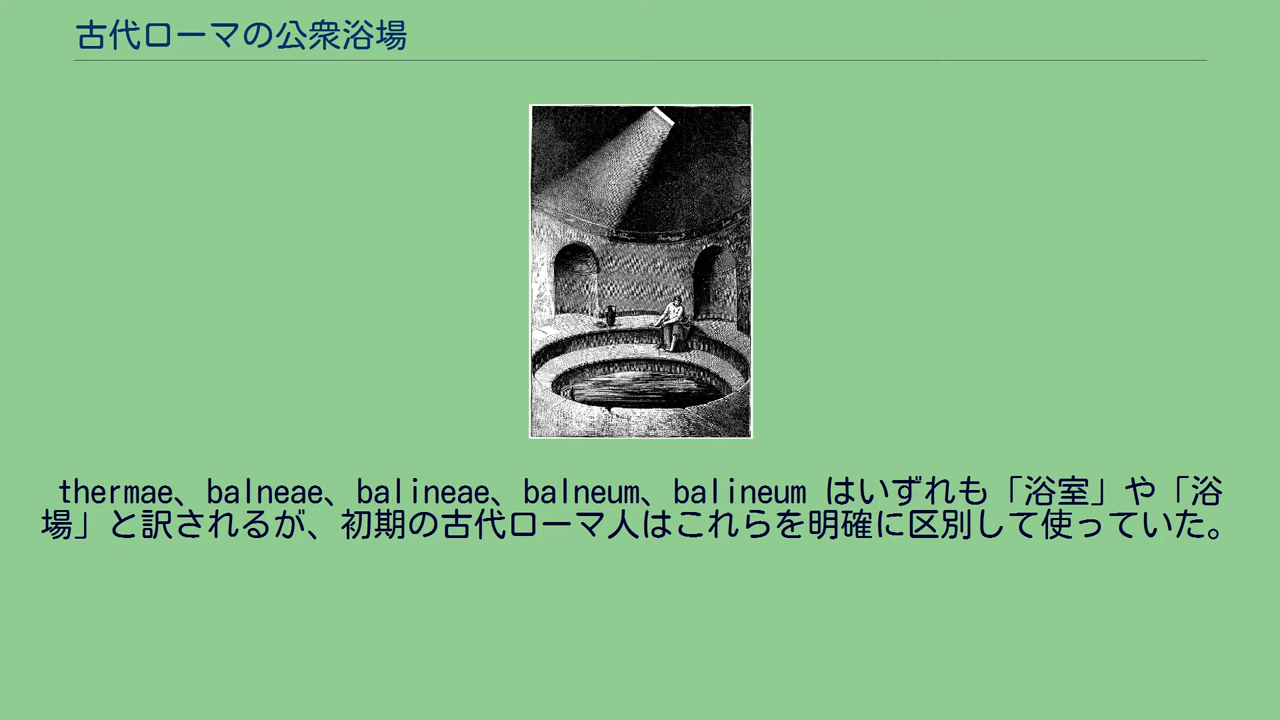 古代ローマの公衆浴場
thermae、balneae、balineae、balneum、balineum はいずれも「浴室」や「浴
場」と訳されるが、初期の古代ローマ人はこれらを明確に区別して使っていた。